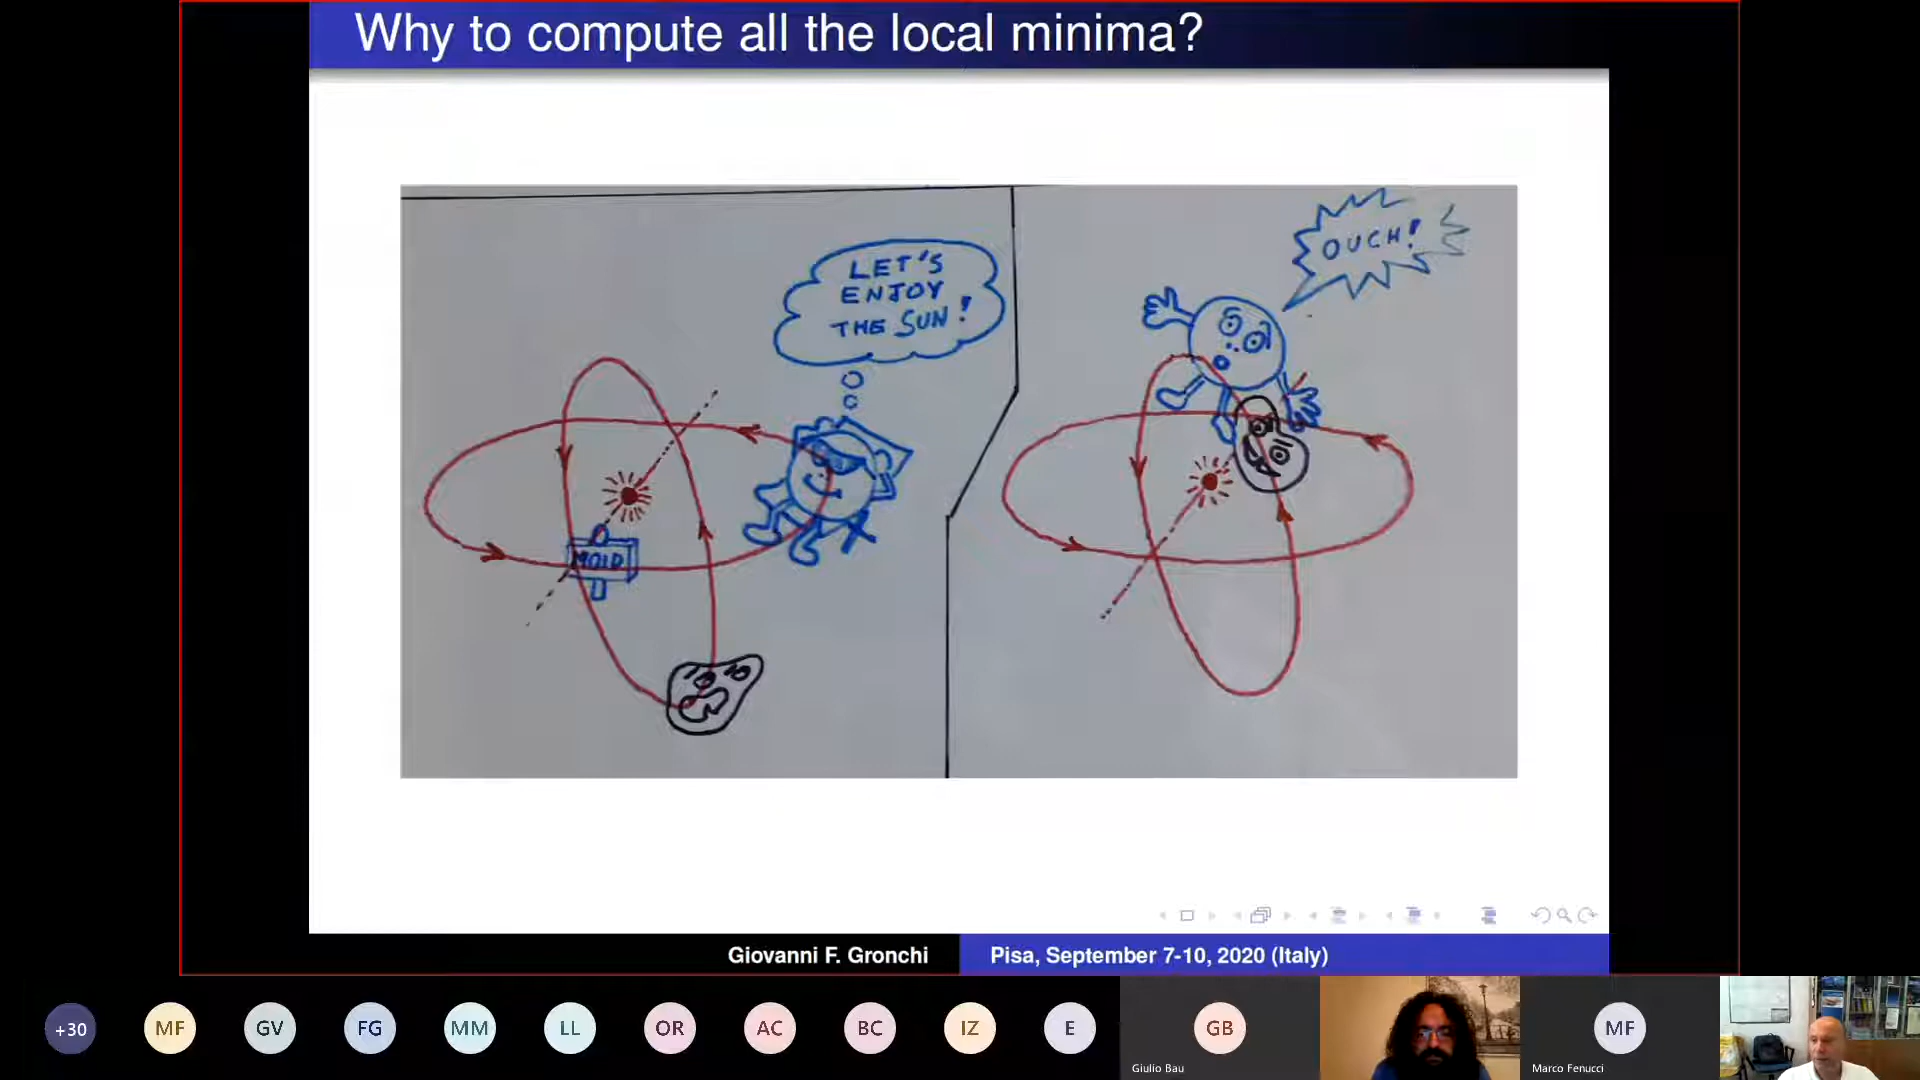 Why to compute all the local minima?
LET'S
ENJOY
THE SUN!
OUCH!
MOID
Giovanni F. Gronchi
Pisa, September 7-10, 2020 (Italy)
+30
MF
GV
FG
MM
LL
OR
AC
BC
IZ
E
GB
MF
Giulio Bau
Marco Fenucci